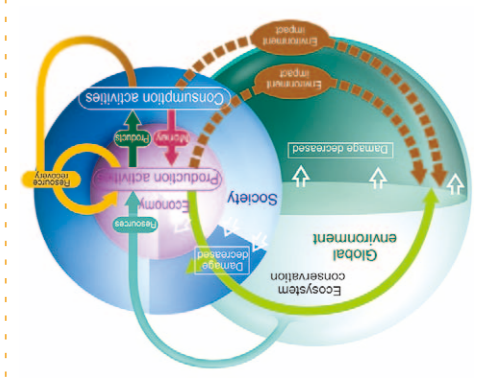 Ecosystem
conservation
Global
environment
Damage
decreased
Resources
Economy
Society
Production activity
Resource
recovery
Damage decreased
Money
Products
Consumption activities
Environment
impact
Environment
impact